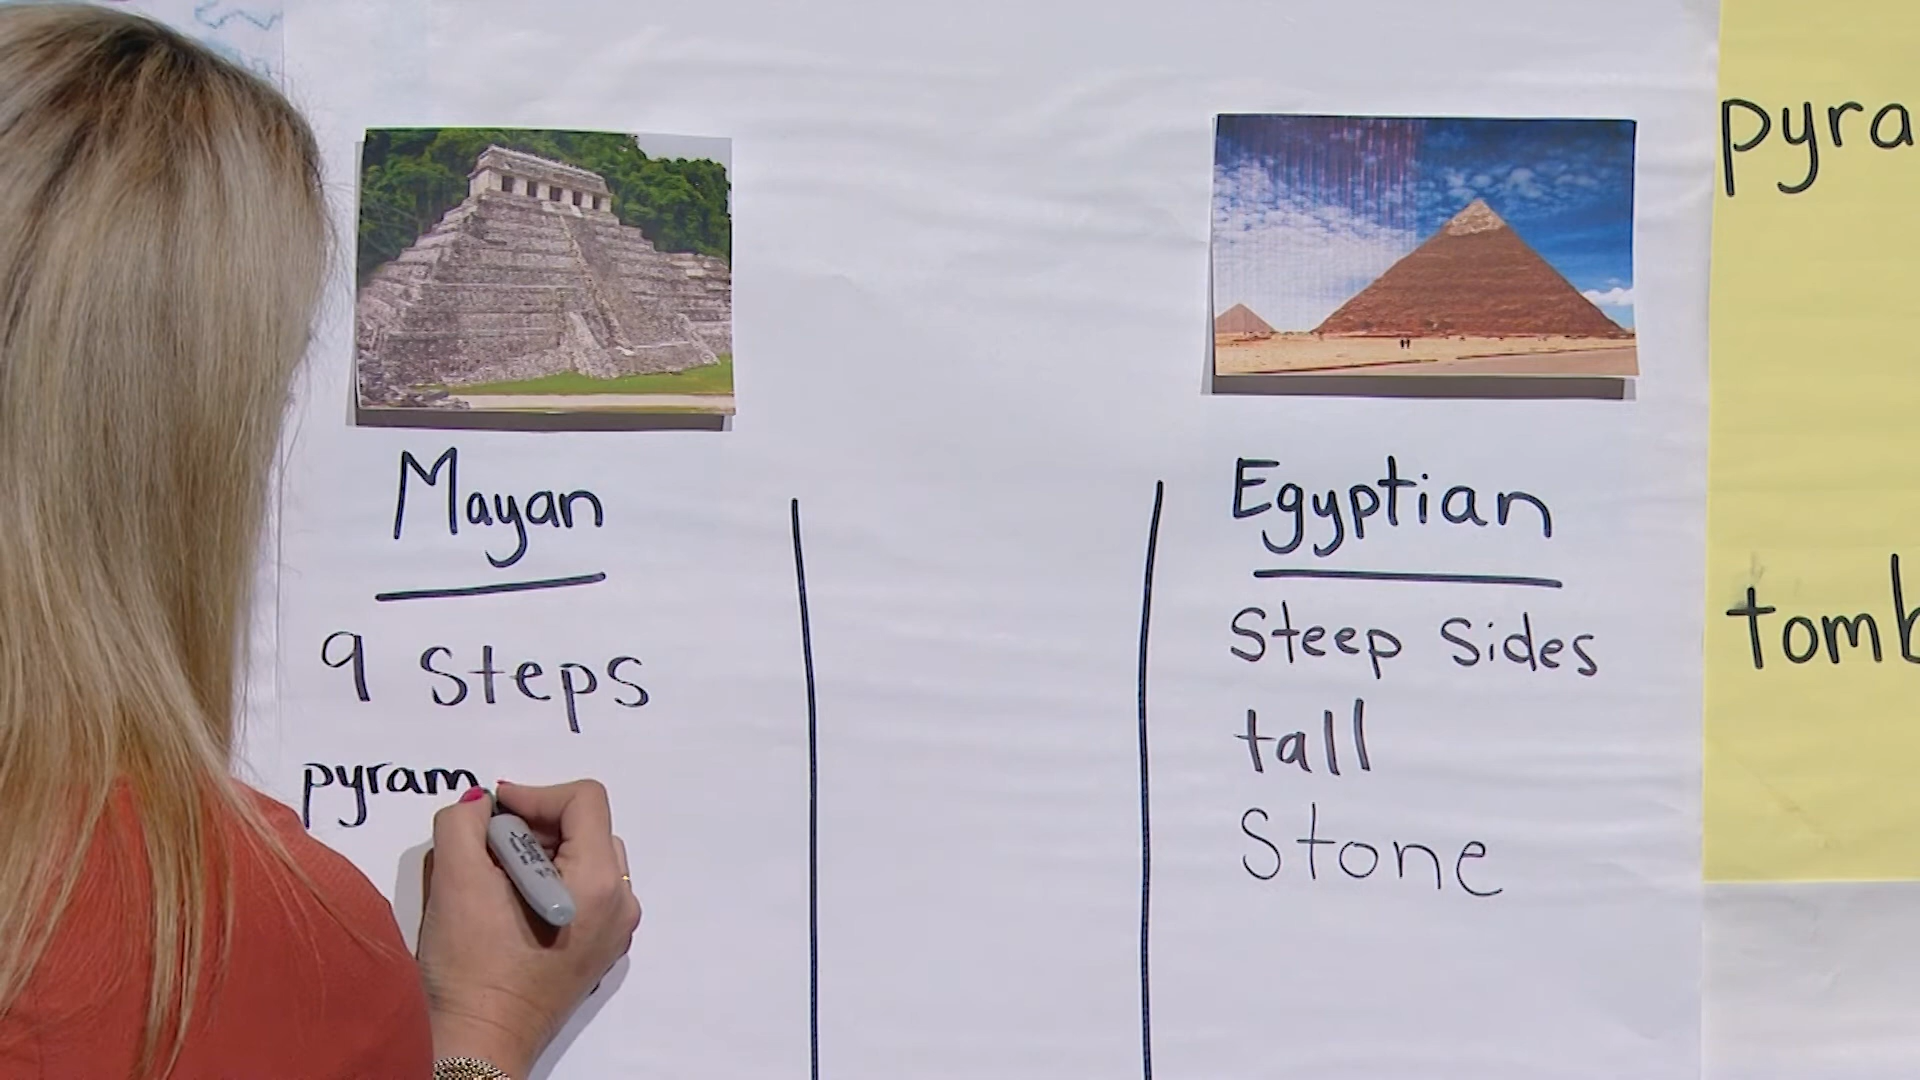 Mayan
9 steps
pyram
Egyptian
Steep Sides
tall
Stone
pyra
tomb